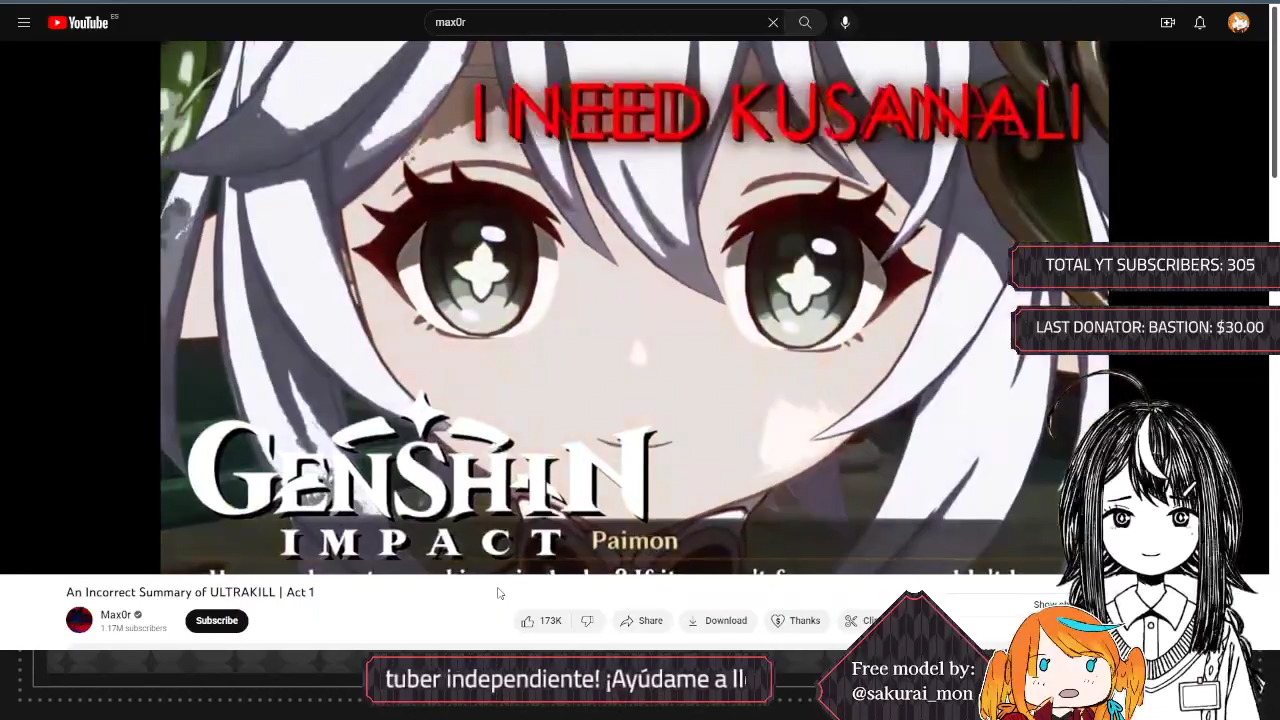 YouTube ES
max0r
I NEED KUSANALI
TOTAL YT SUBSCRIBERS: 305
LAST DONATOR: BASTION: $30.00
GENSHIN
IMPACT
Paimon
An Incorrect Summary of ULTRAKILL | Act 1
Max0r
1.17M subscribers
Subscribe
173K
Share
Download
Thanks
Show
tuber independiente! ¡Ayúdame a ll
Free model by:
@sakurai_mon